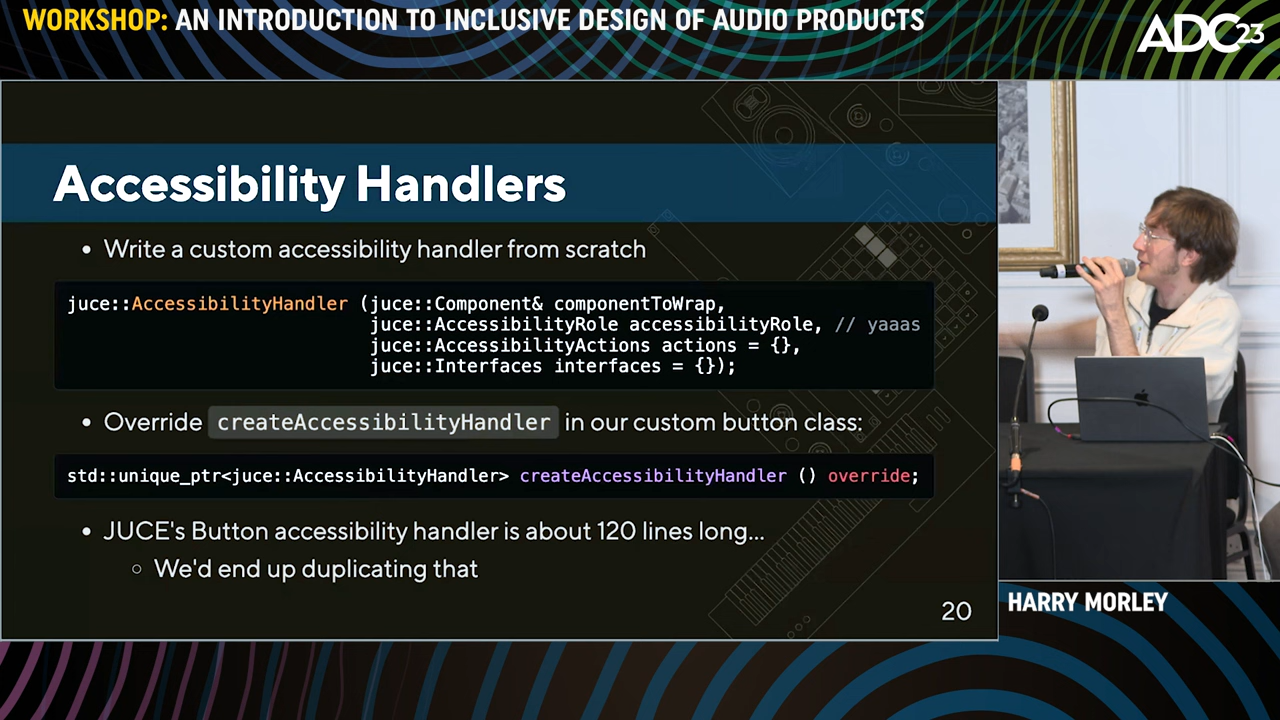 WORKSHOP: AN INTRODUCTION TO INCLUSIVE DESIGN OF AUDIO PRODUCTS
ADC23
Accessibility Handlers
• Write a custom accessibility handler from scratch
juce::AccessibilityHandler (juce::Component& componentToWrap,
juce::AccessibilityRole accessibilityRole, // yaaas
juce::AccessibilityActions actions = {},
juce::Interfaces interfaces = {});
• Override createAccessibilityHandler in our custom button class:
std::unique_ptr<juce::AccessibilityHandler> createAccessibilityHandler () override;
• JUCE's Button accessibility handler is about 120 lines long...
○ We'd end up duplicating that
20
HARRY MORLEY